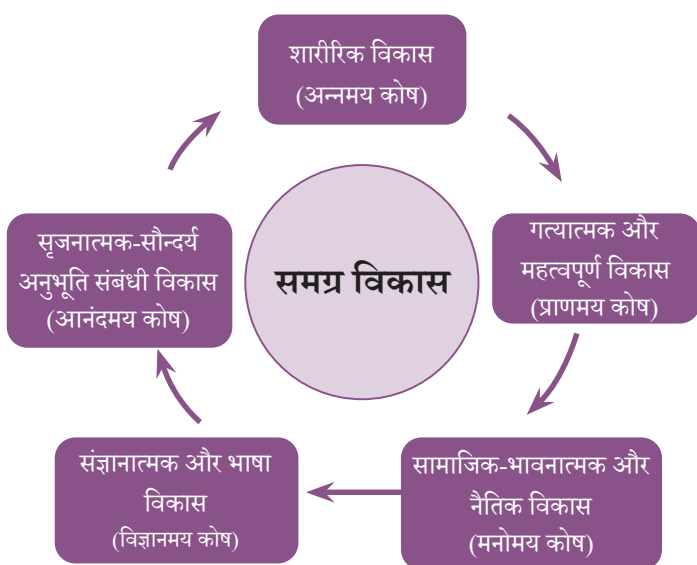 शारीरिक विकास
(अन्नमय कोष)
गत्यात्मक और
महत्वपूर्ण विकास
(प्राणमय कोष)
सामाजिक-भावनात्मक और
नैतिक विकास
(मनोमय कोष)
संज्ञानात्मक और भाषा
विकास
(विज्ञानमय कोष)
सृजनात्मक-सौन्दर्य
अनुभूति संबंधी विकास
(आनंदमय कोष)
समग्र विकास